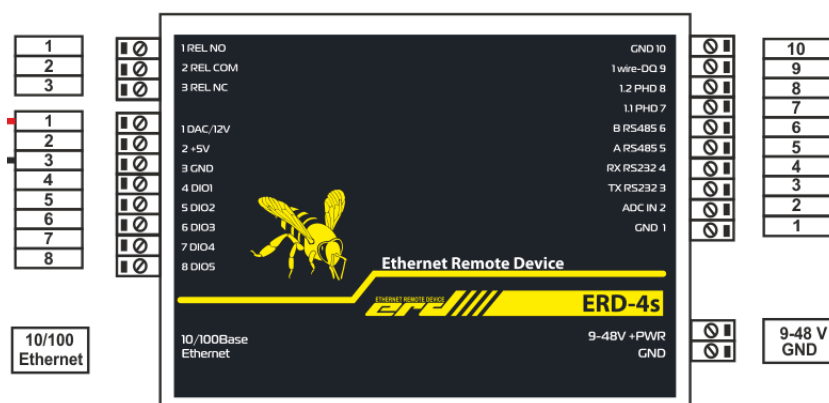 1
2
3
1
2
3
4
5
6
7
8
10/100
Ethernet
1 REL NO
2 REL COM
3 REL NC
1 DAC/12V
2 +5V
3 GND
4 DIO1
5 DIO2
6 DIO3
7 DIO4
8 DIO5
10/100Base
Ethernet
Ethernet Remote Device
ETHERNET REMOTE DEVICE
erd
ERD-4s
GND 10
1 wire-DQ 9
1.2 PHD 8
1.1 PHD 7
B RS485 6
A RS485 5
RX RS232 4
TX RS232 3
ADC IN 2
GND 1
9-48V +PWR
GND
10
9
8
7
6
5
4
3
2
1
9-48 V
GND